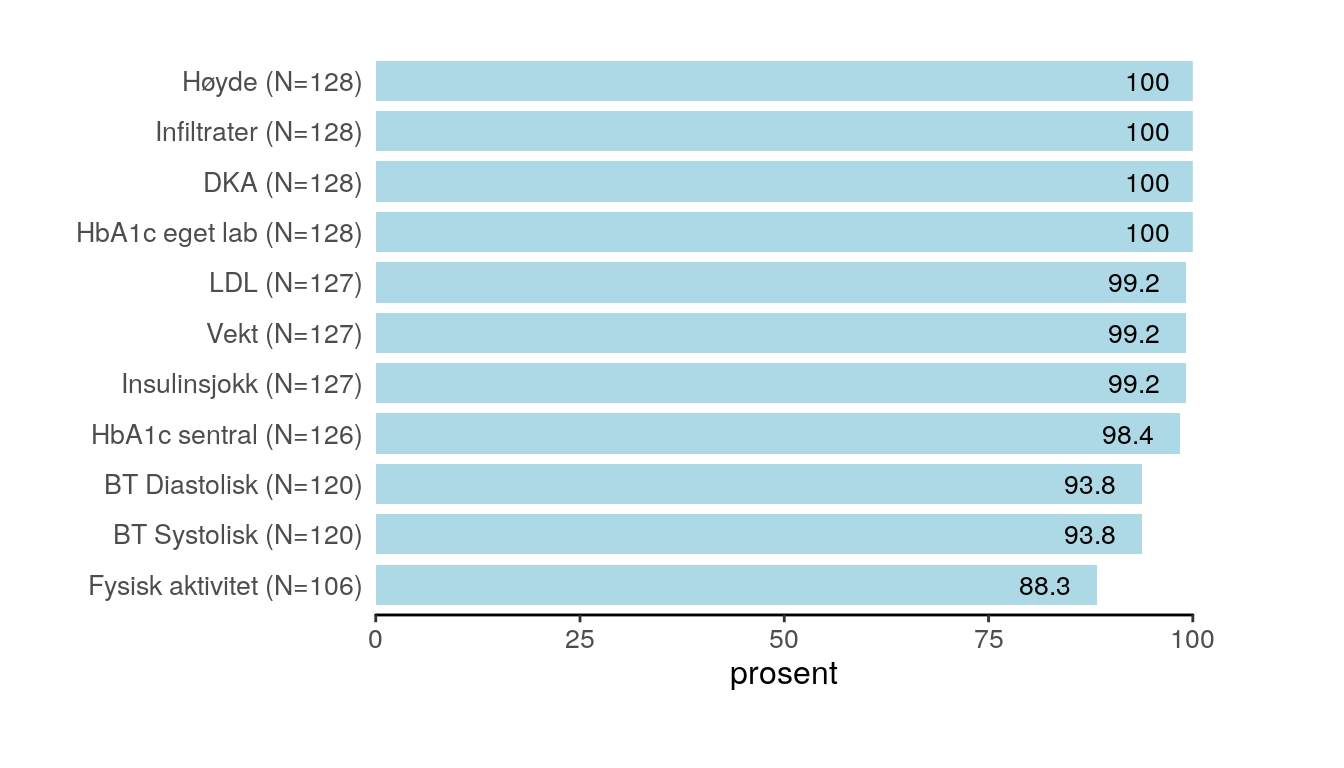 Høyde (N=128) 100
Infiltrater (N=128) 100
DKA (N=128) 100
HbA1c eget lab (N=128) 100
LDL (N=127) 99.2
Vekt (N=127) 99.2
Insulinsjokk (N=127) 99.2
HbA1c sentral (N=126) 98.4
BT Diastolisk (N=120) 93.8
BT Systolisk (N=120) 93.8
Fysisk aktivitet (N=106) 88.3
0 25 50 75 100
prosent